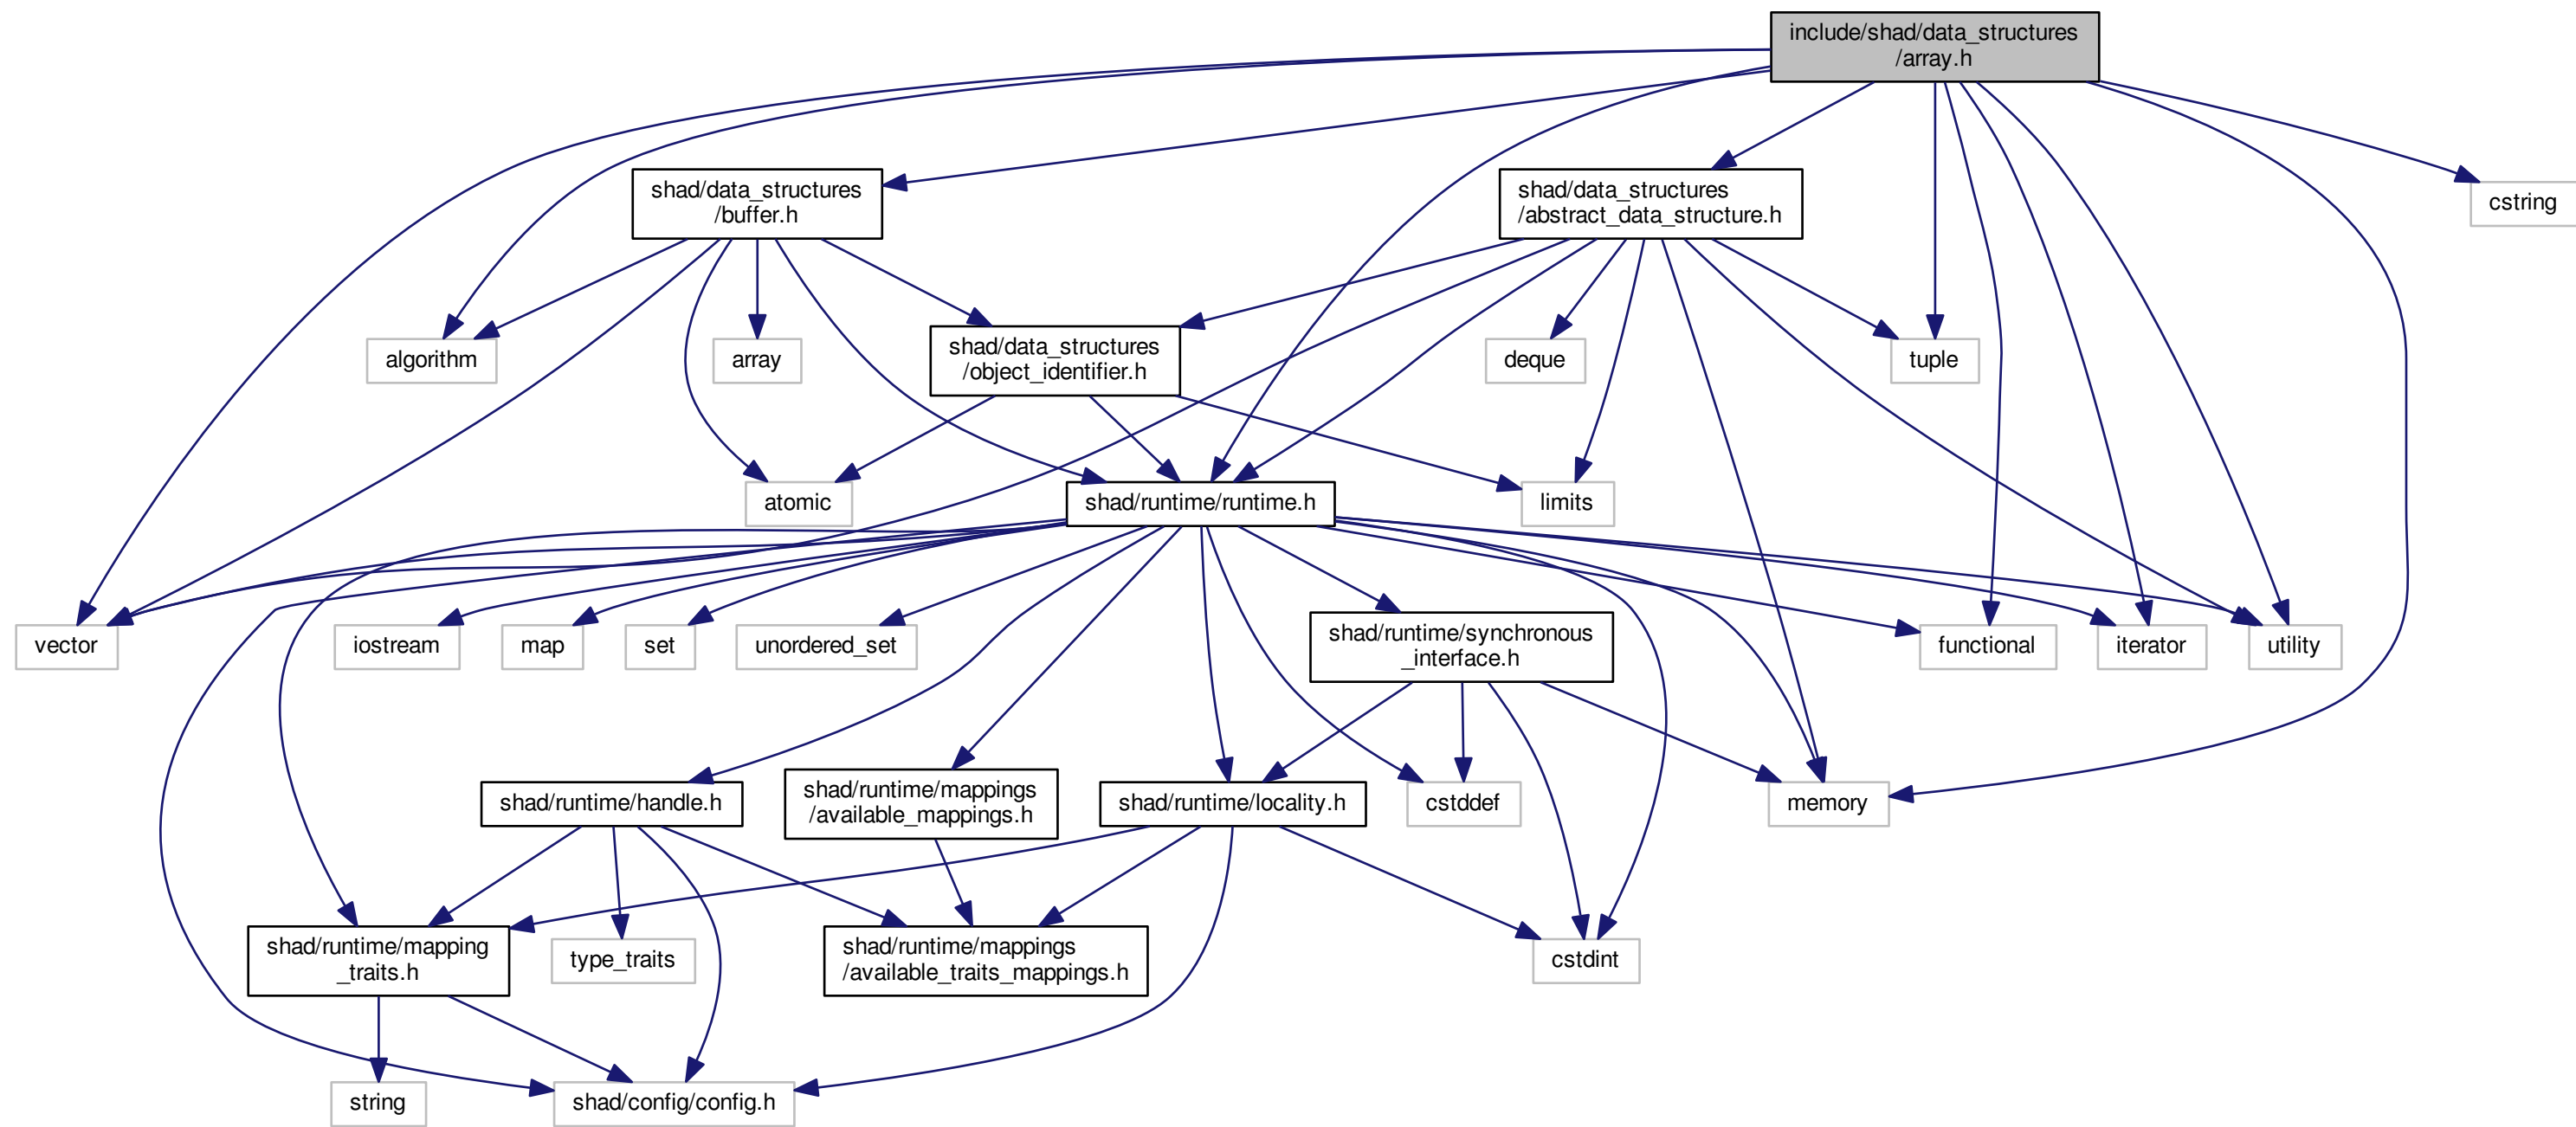 include/shad/data_structures
/array.h
shad/data_structures
/buffer.h
shad/data_structures
/abstract_data_structure.h
cstring
algorithm
array
shad/data_structures
/object_identifier.h
deque
tuple
atomic
shad/runtime/runtime.h
limits
vector
iostream
map
set
unordered_set
shad/runtime/synchronous
_interface.h
functional
iterator
utility
shad/runtime/handle.h
shad/runtime/mappings
/available_mappings.h
shad/runtime/locality.h
cstddef
memory
shad/runtime/mapping
_traits.h
type_traits
shad/runtime/mappings
/available_traits_mappings.h
cstdint
string
shad/config/config.h